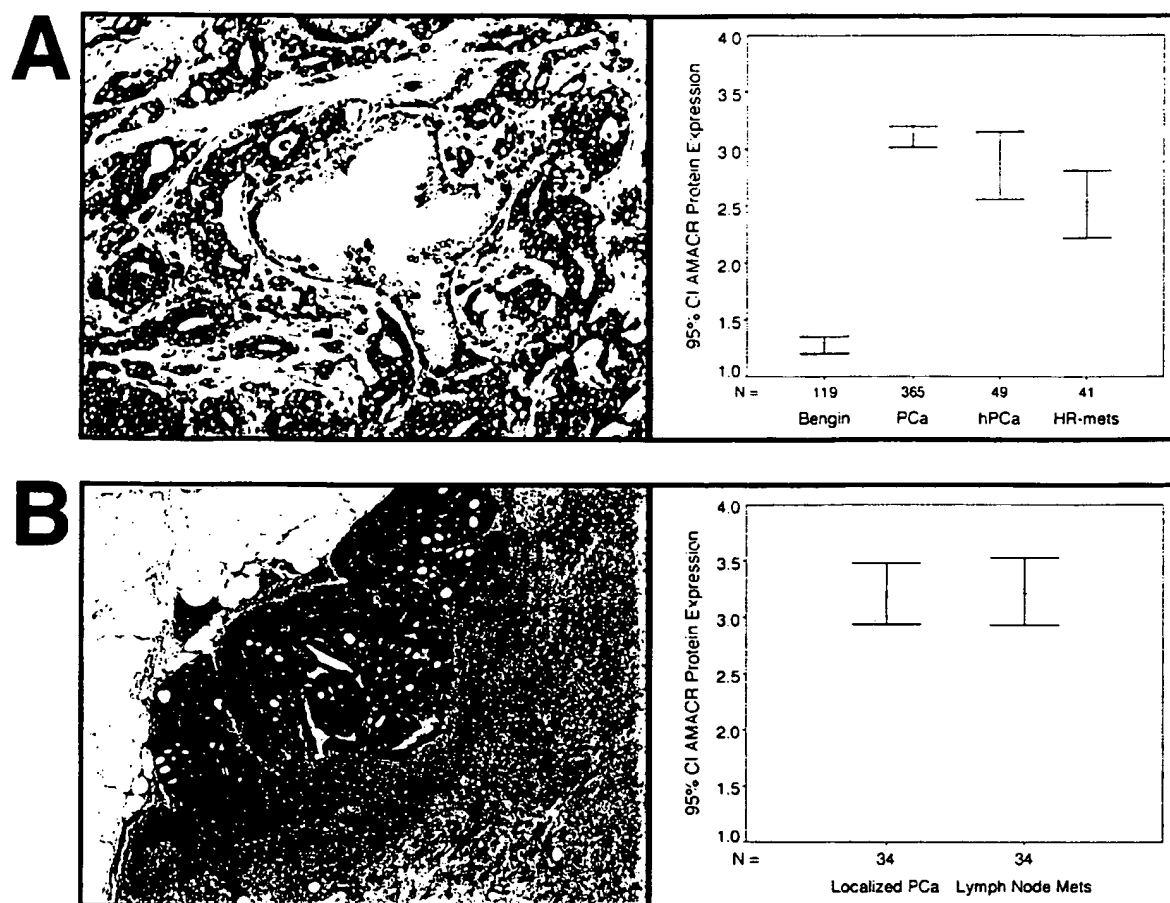 A
95% CI AMACR Protein Expression
4.0
3.5
3.0
2.5
2.0
1.5
1.0
N = 119 365 49 41
Bengin PCa hPCa HR-mets
B
95% CI AMACR Protein Expression
4.0
3.5
3.0
2.5
2.0
1.5
1.0
N = 34 34
Localized PCa Lymph Node Mets